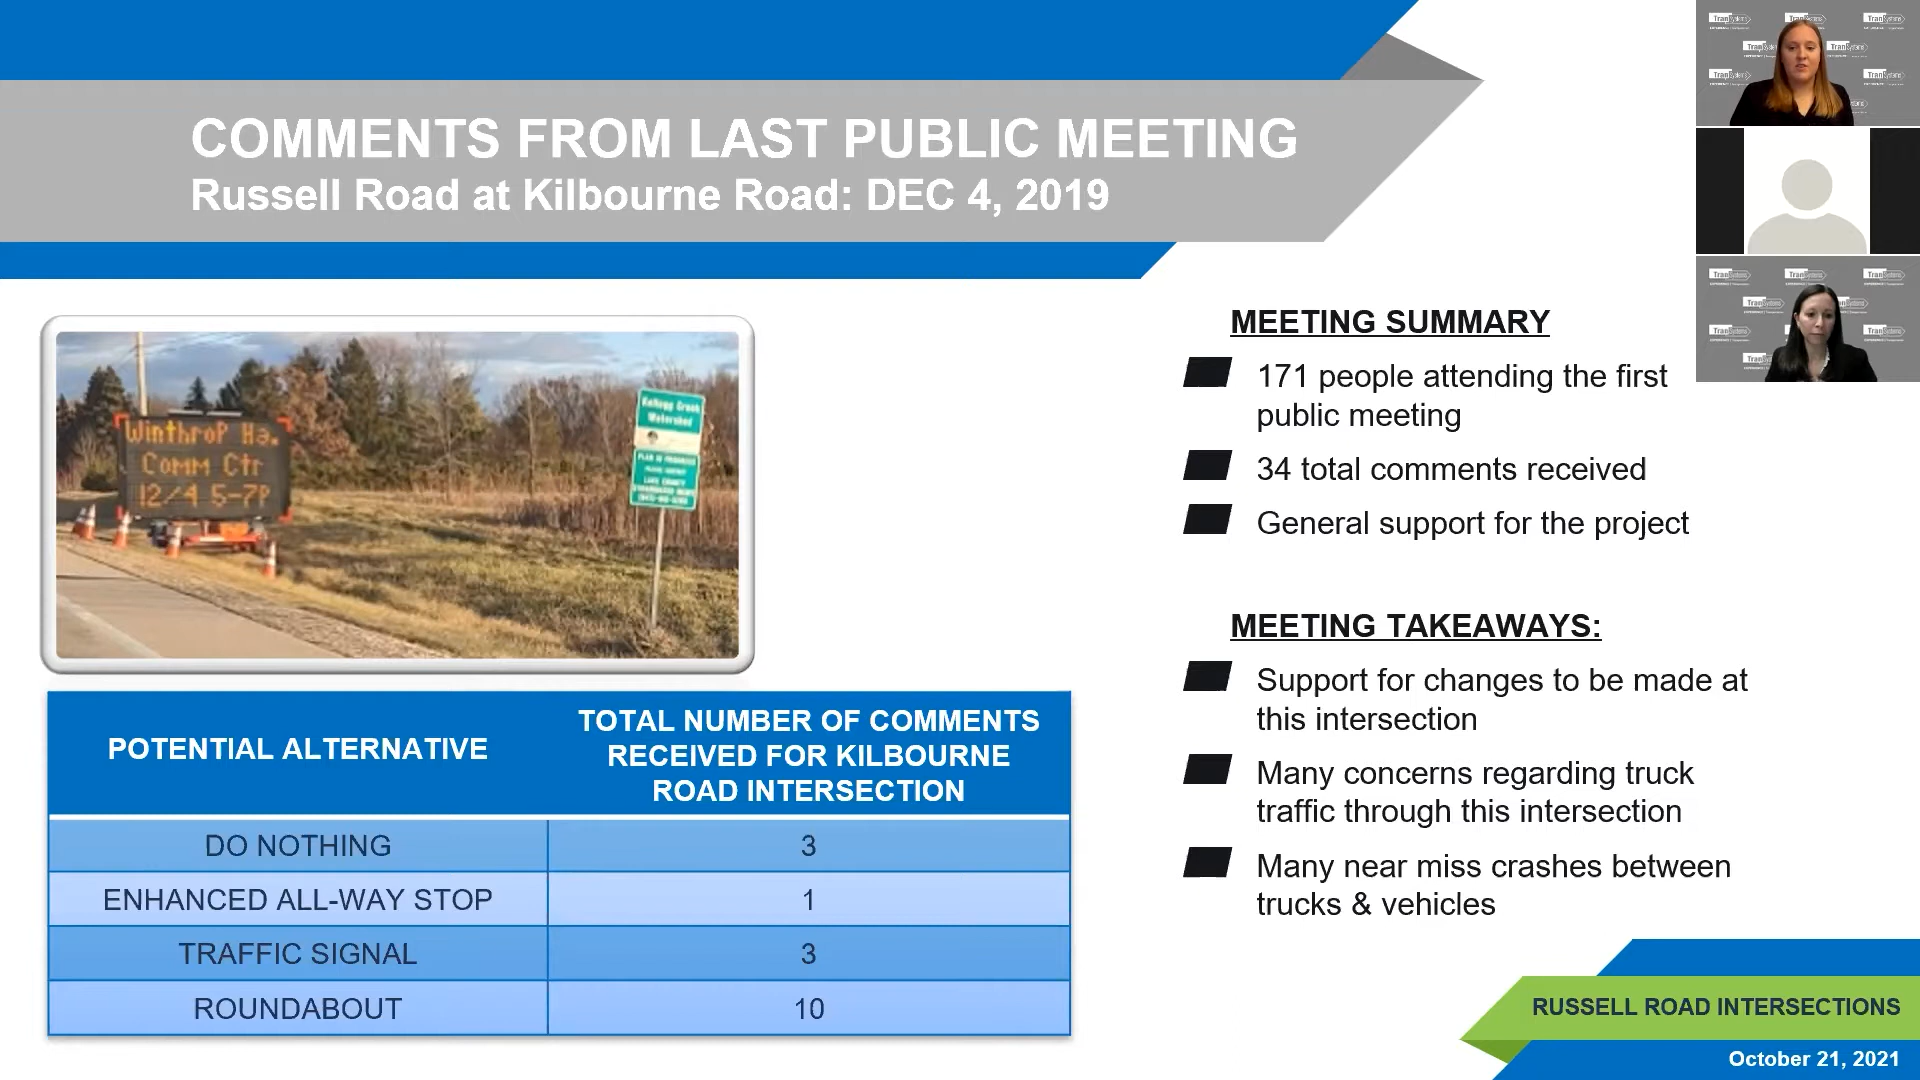 COMMENTS FROM LAST PUBLIC MEETING
Russell Road at Kilbourne Road: DEC 4, 2019
Winthrop Ha.
Comm Ctr
12/4 5-7P
Kellogg Creek
Watershed
MEETING SUMMARY
171 people attending the first
public meeting
34 total comments received
General support for the project
MEETING TAKEAWAYS:
Support for changes to be made at
this intersection
Many concerns regarding truck
traffic through this intersection
Many near miss crashes between
trucks & vehicles
POTENTIAL ALTERNATIVE
TOTAL NUMBER OF COMMENTS
RECEIVED FOR KILBOURNE
ROAD INTERSECTION
DO NOTHING 3
ENHANCED ALL-WAY STOP 1
TRAFFIC SIGNAL 3
ROUNDABOUT 10
RUSSELL ROAD INTERSECTIONS
October 21, 2021
TranSystems